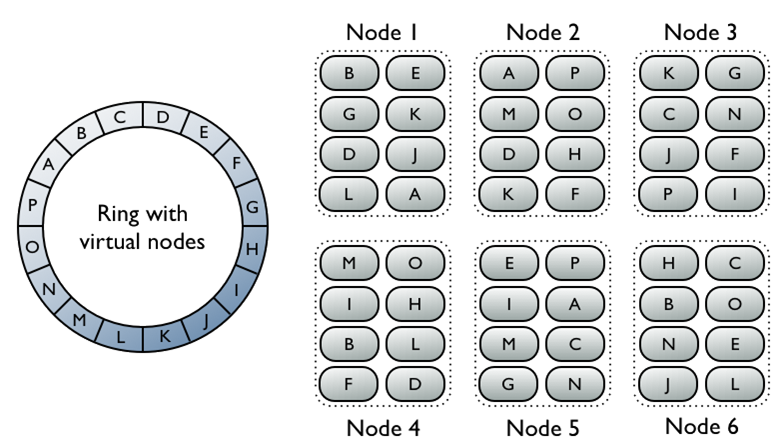 Node 1 Node 2 Node 3
B E A P K G
G K M O C N
D J D H J F
L A K F P I
C D
B E
A F
P G
Ring with
virtual nodes
O H
N I
M J
L K
M O E P H C
I H I A B O
B L M C N E
F D G N J L
Node 4 Node 5 Node 6